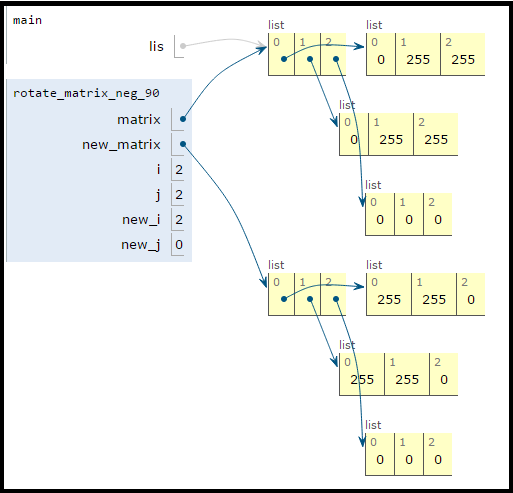 main
lis
rotate_matrix_neg_90
matrix
new_matrix
i 2
j 2
new_i 2
new_j 0
list
0 1 2
list
0 1 2
0 255 255
list
0 1 2
0 255 255
list
0 1 2
0 0 0
list
0 1 2
list
0 1 2
255 255 0
list
0 1 2
255 255 0
list
0 1 2
0 0 0